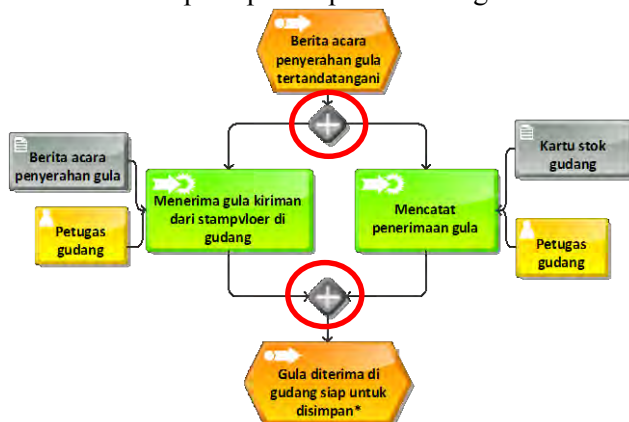 Berita acara
penyerahan gula
tertandatangani
Berita acara
penyerahan gula
Petugas
gudang
Menerima gula kiriman
dari stampvloer di
gudang
Mencatat
penerimaan gula
Kartu stok
gudang
Petugas
gudang
Gula diterima di
gudang siap untuk
disimpan*